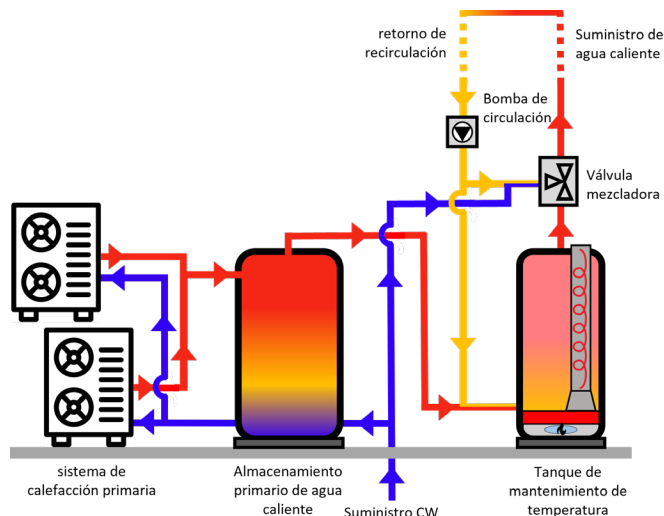 retorno de
recirculación
Suministro de
agua caliente
Bomba de
circulación
Válvula
mezcladora
sistema de
calefacción primaria
Almacenamiento
primario de agua
caliente
Suministro CW
Tanque de
mantenimiento de
temperatura